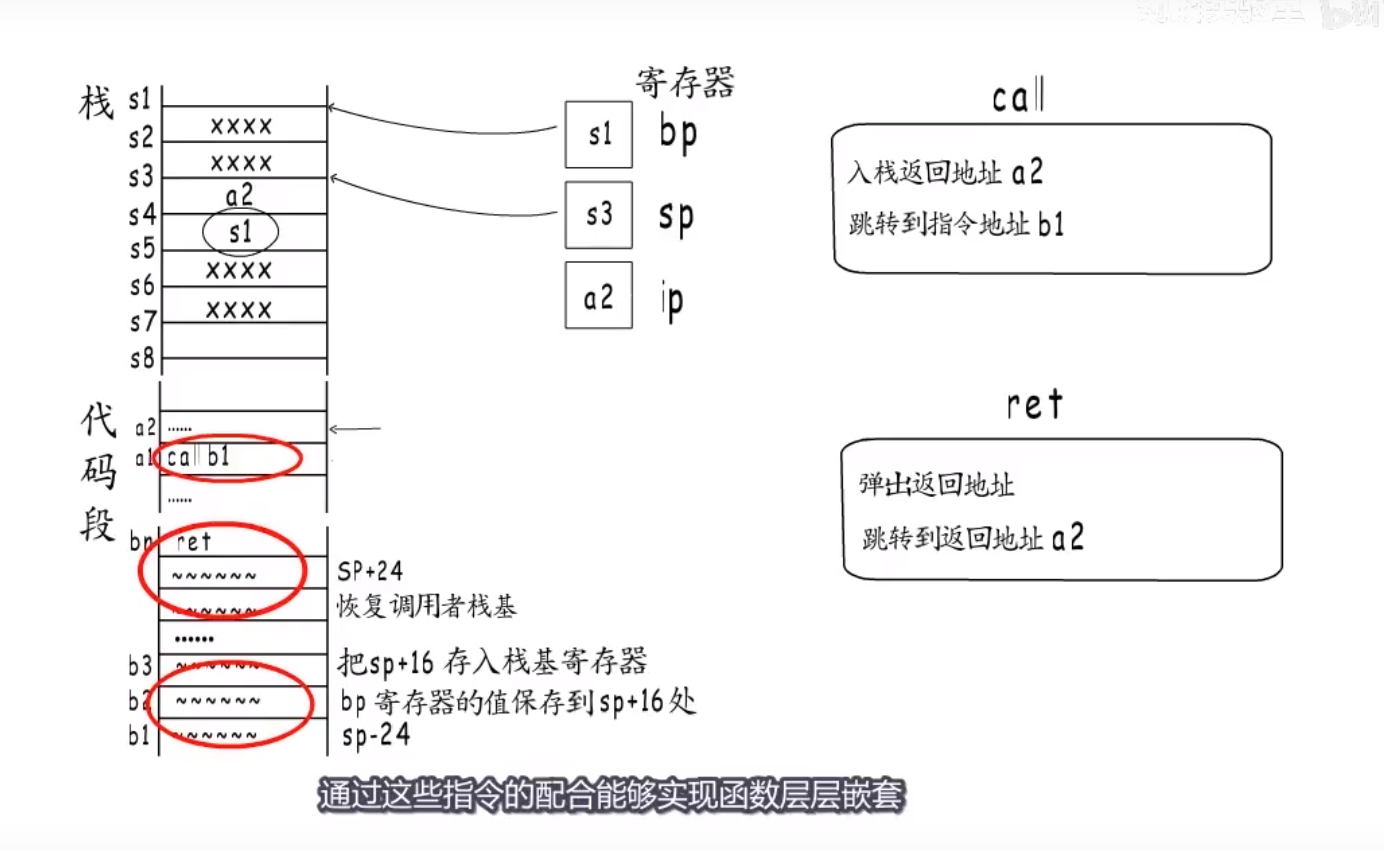 栈
s1
s2
s3
s4
s5
s6
s7
s8
xxxx
xxxx
a2
s1
xxxx
xxxx
寄存器
s1 bp
s3 sp
a2 ip
call
入栈返回地址 a2
跳转到指令地址 b1
ret
弹出返回地址
跳转到返回地址 a2
代码段
a2 ......
a1 call b1
......
bn ret
~~~~~~ SP+24
~~~~~~ 恢复调用者栈基
......
b3 ~~~~~~ 把sp+16 存入栈基寄存器
b2 ~~~~~~ bp 寄存器的值保存到sp+16处
b1 ~~~~~~ sp-24
通过这些指令的配合能够实现函数层层嵌套